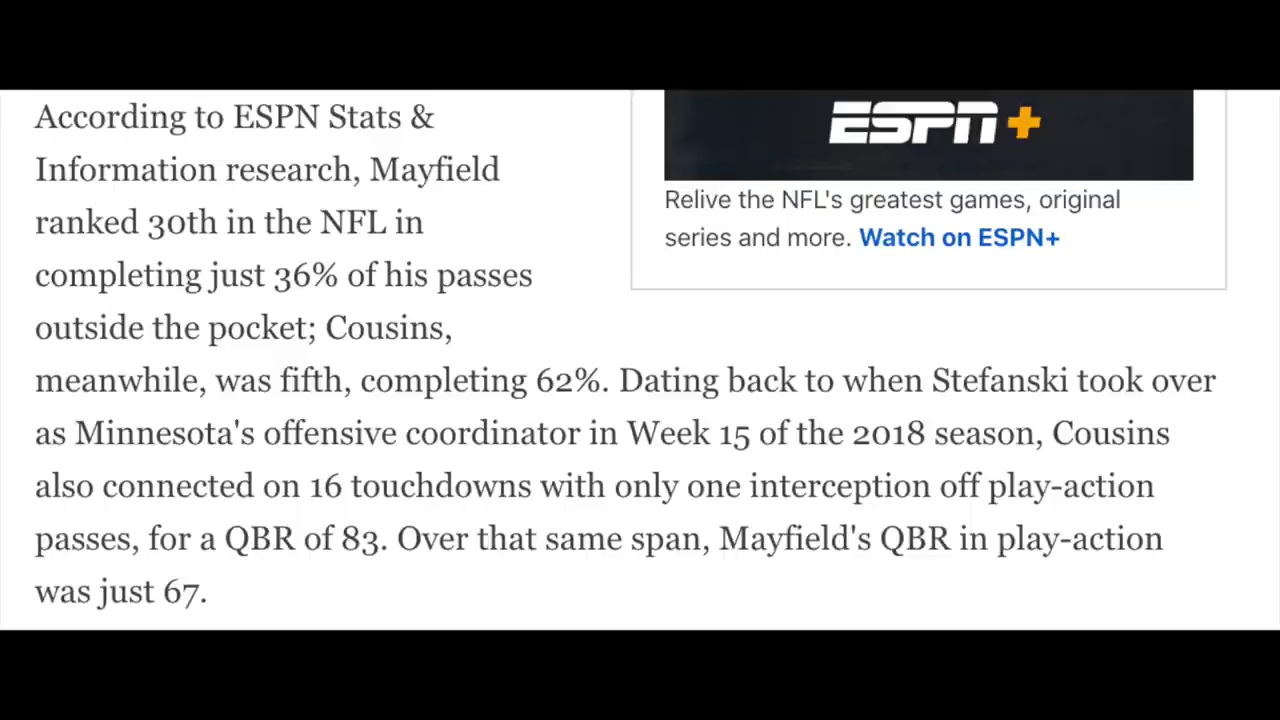 According to ESPN Stats &
Information research, Mayfield
ranked 30th in the NFL in
completing just 36% of his passes
outside the pocket; Cousins,
meanwhile, was fifth, completing 62%. Dating back to when Stefanski took over
as Minnesota's offensive coordinator in Week 15 of the 2018 season, Cousins
also connected on 16 touchdowns with only one interception off play-action
passes, for a QBR of 83. Over that same span, Mayfield's QBR in play-action
was just 67.
ESPN+
Relive the NFL's greatest games, original
series and more. Watch on ESPN+